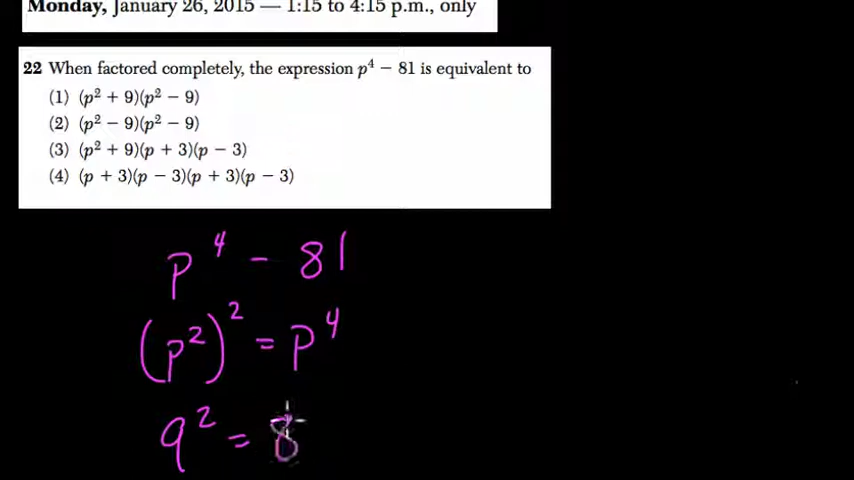 Monday, January 26, 2015 — 1:15 to 4:15 p.m., only
22 When factored completely, the expression p⁴ − 81 is equivalent to
(1) (p² + 9)(p² − 9)
(2) (p² − 9)(p² − 9)
(3) (p² + 9)(p + 3)(p − 3)
(4) (p + 3)(p − 3)(p + 3)(p − 3)
p⁴ − 81
(p²)² = p⁴
9² = 8